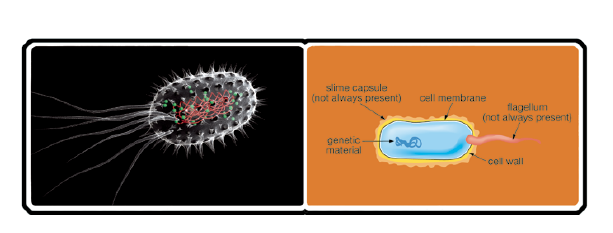 slime capsule
(not always present)
cell membrane
flagellum
(not always present)
genetic
material
cell wall